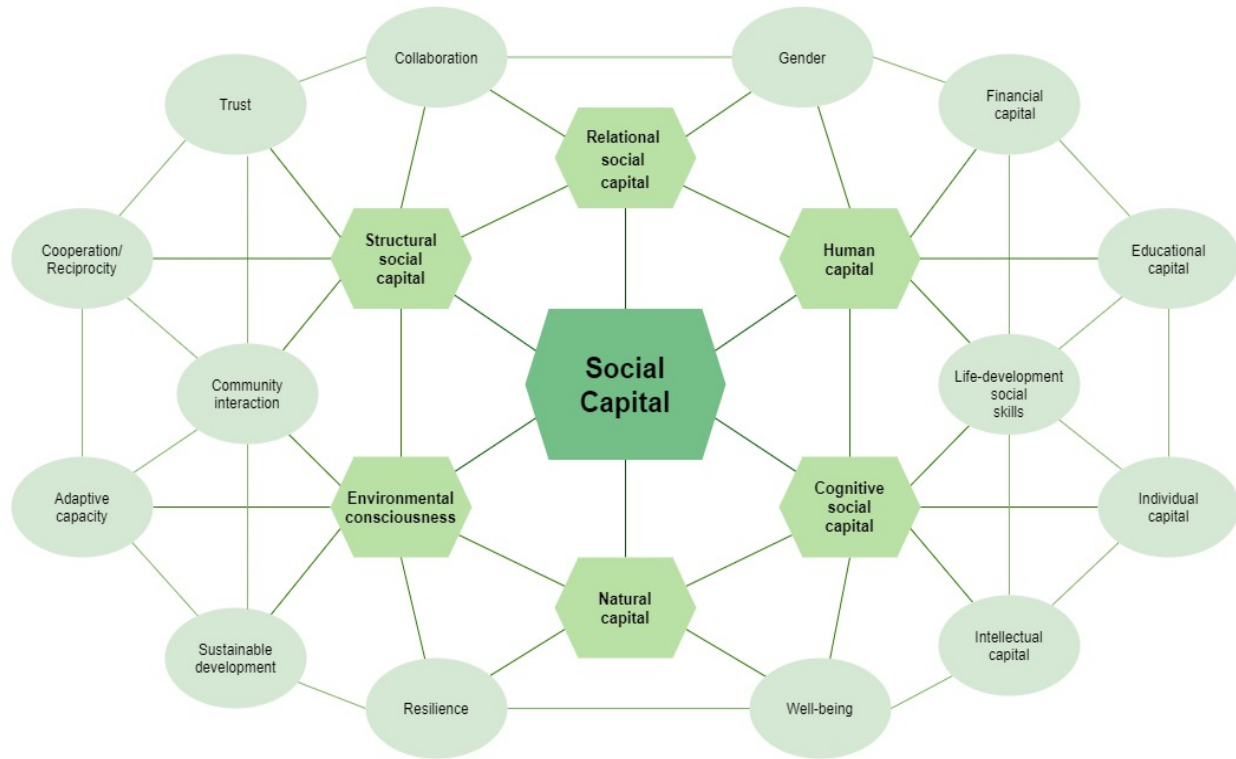 Collaboration
Gender
Trust
Financial
capital
Relational
social
capital
Cooperation/
Reciprocity
Structural
social
capital
Human
capital
Educational
capital
Social
Capital
Community
interaction
Life-development
social
skills
Adaptive
capacity
Environmental
consciousness
Cognitive
social
capital
Individual
capital
Natural
capital
Sustainable
development
Intellectual
capital
Resilience
Well-being